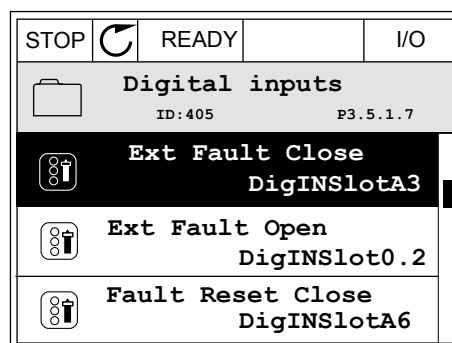 STOP READY I/O
Digital inputs
ID:405 P3.5.1.7
Ext Fault Close
DigINSlotA3
Ext Fault Open
DigINSlot0.2
Fault Reset Close
DigINSlotA6